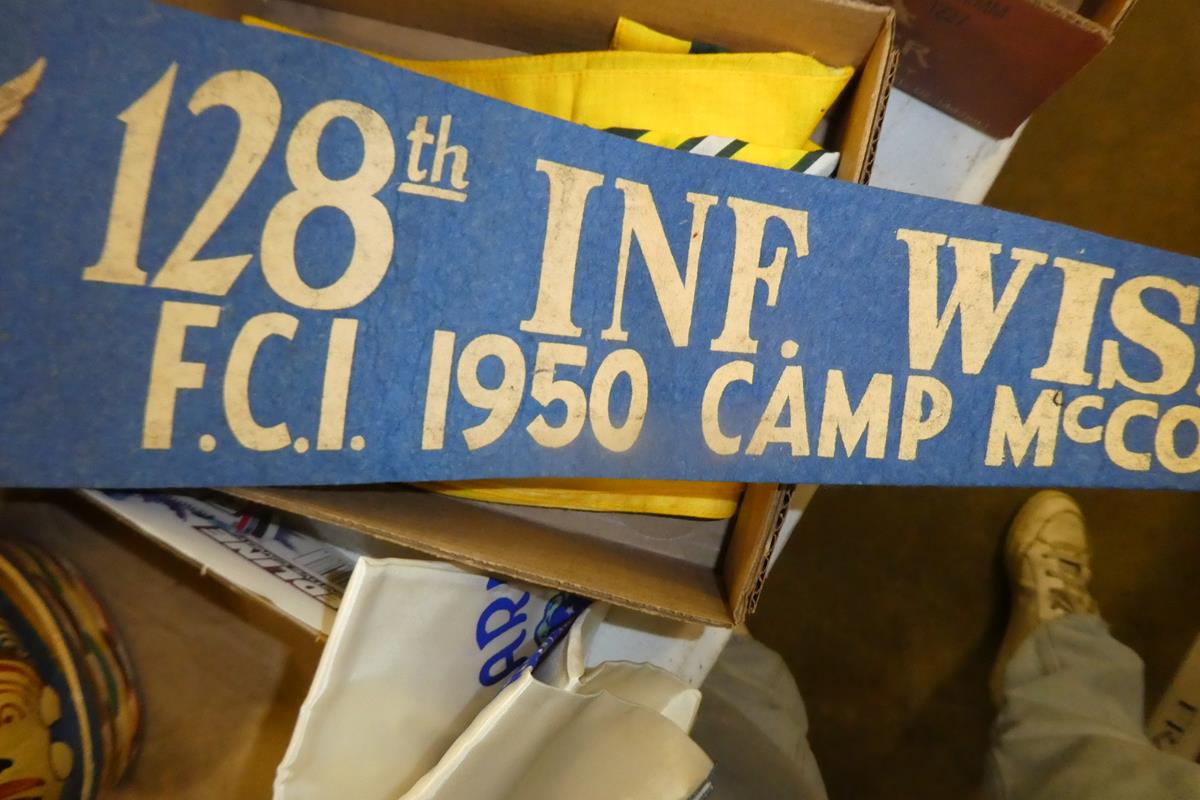 128th INF. WIS
F.C.I. 1950 CAMP McCO